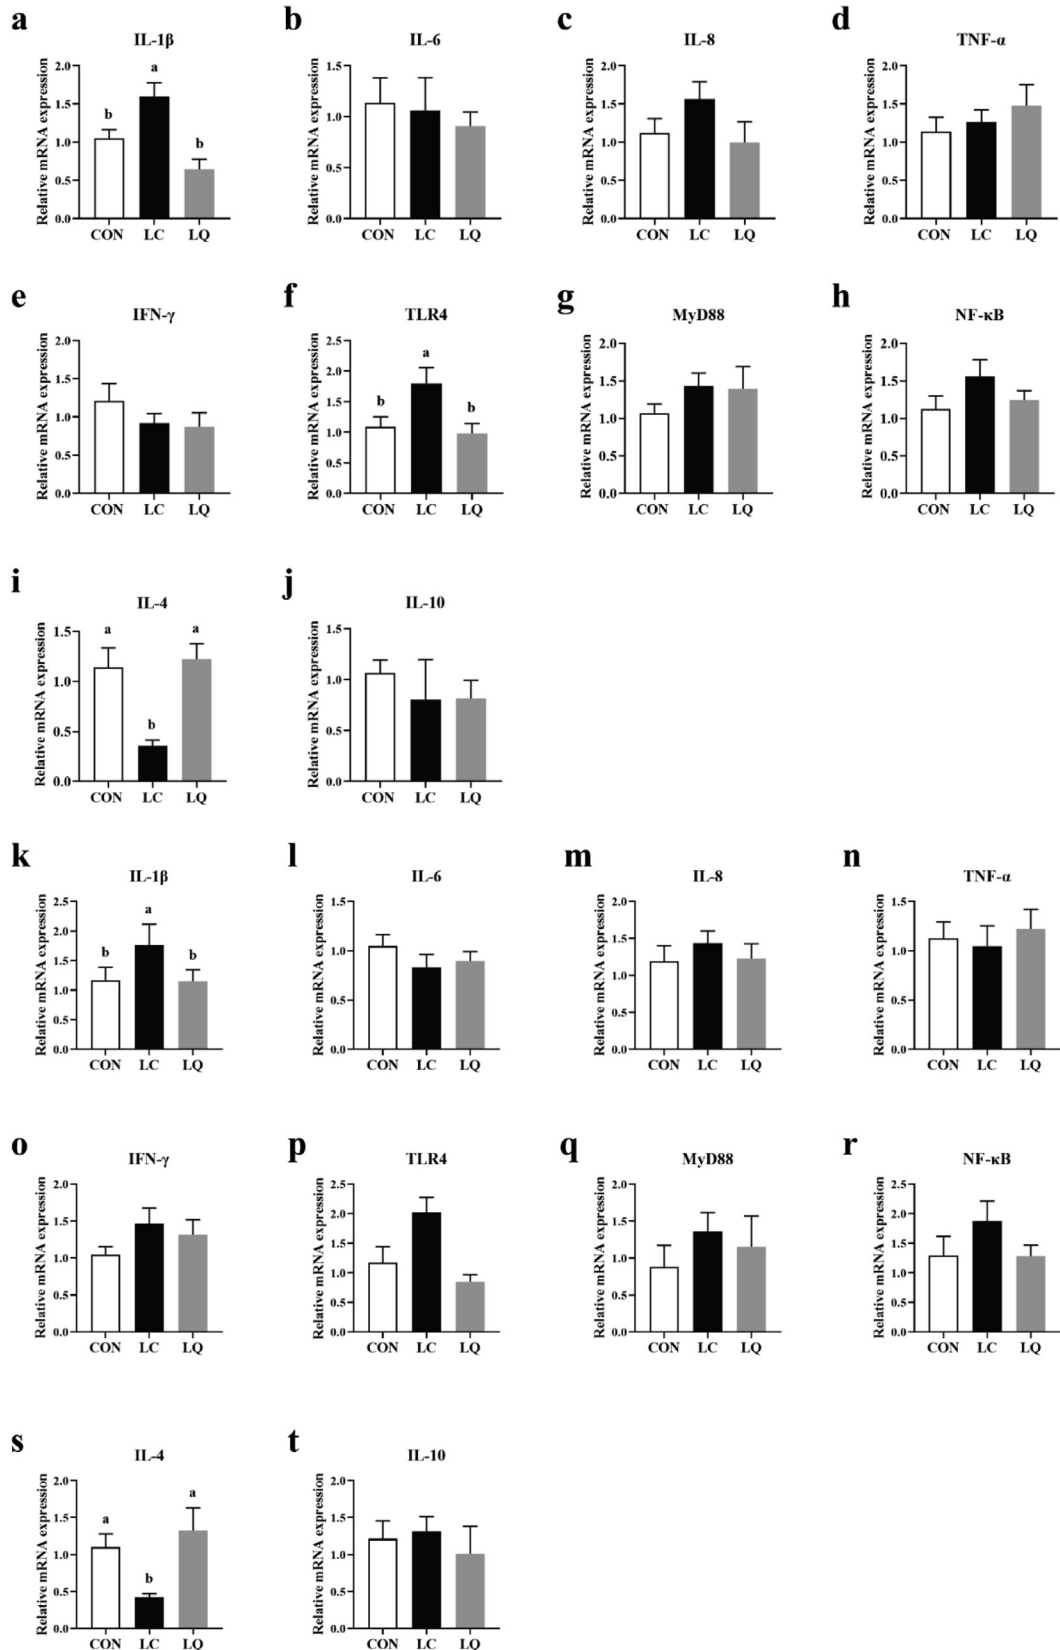 a b c d
IL-1β IL-6 IL-8 TNF-α
Relative mRNA expression Relative mRNA expression Relative mRNA expression Relative mRNA expression
2.0 1.5 2.0 2.0
a
1.5 1.0 1.5 1.5
b b
1.0 0.5 1.0 1.0
0.5 0.0 0.5 0.5
0.0 0.0 0.0
CON LC LQ CON LC LQ CON LC LQ CON LC LQ
e f g h
IFN-γ TLR4 MyD88 NF-κB
Relative mRNA expression Relative mRNA expression Relative mRNA expression Relative mRNA expression
2.0 2.5 2.0 2.0
a
1.5 2.0 1.5 1.5
b b
1.0 1.5 1.0 1.0
0.5 1.0 0.5 0.5
0.0 0.5 0.0 0.0
0.0
CON LC LQ CON LC LQ CON LC LQ CON LC LQ
i j
IL-4 IL-10
Relative mRNA expression Relative mRNA expression
1.5 a a 1.5
1.0 1.0
b
0.5 0.5
0.0 0.0
CON LC LQ CON LC LQ
k l m n
IL-1β IL-6 IL-8 TNF-α
Relative mRNA expression Relative mRNA expression Relative mRNA expression Relative mRNA expression
2.5 a 1.5 2.0 1.5
2.0 1.0 1.5 1.0
b b
1.5 0.5 1.0 0.5
1.0 0.0 0.5 0.0
0.5 0.0
0.0
CON LC LQ CON LC LQ CON LC LQ CON LC LQ
o p q r
IFN-γ TLR4 MyD88 NF-κB
Relative mRNA expression Relative mRNA expression Relative mRNA expression Relative mRNA expression
2.0 2.5 2.0 2.5
1.5 2.0 1.5 2.0
1.0 1.5 1.0 1.5
0.5 1.0 0.5 1.0
0.0 0.5 0.0 0.5
0.0 0.0
CON LC LQ CON LC LQ CON LC LQ CON LC LQ
s t
IL-4 IL-10
Relative mRNA expression Relative mRNA expression
2.0 2.0
a a
1.5 1.5
b
1.0 1.0
0.5 0.5
0.0 0.0
CON LC LQ CON LC LQ